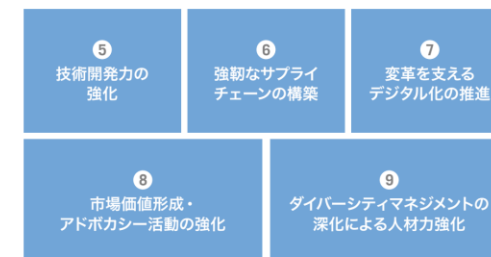 5
技術開発力の
強化
6
強靭なサプライ
チェーンの構築
7
変革を支える
デジタル化の推進
8
市場価値形成・
アドボカシー活動の強化
9
ダイバーシティマネジメントの
深化による人材力強化